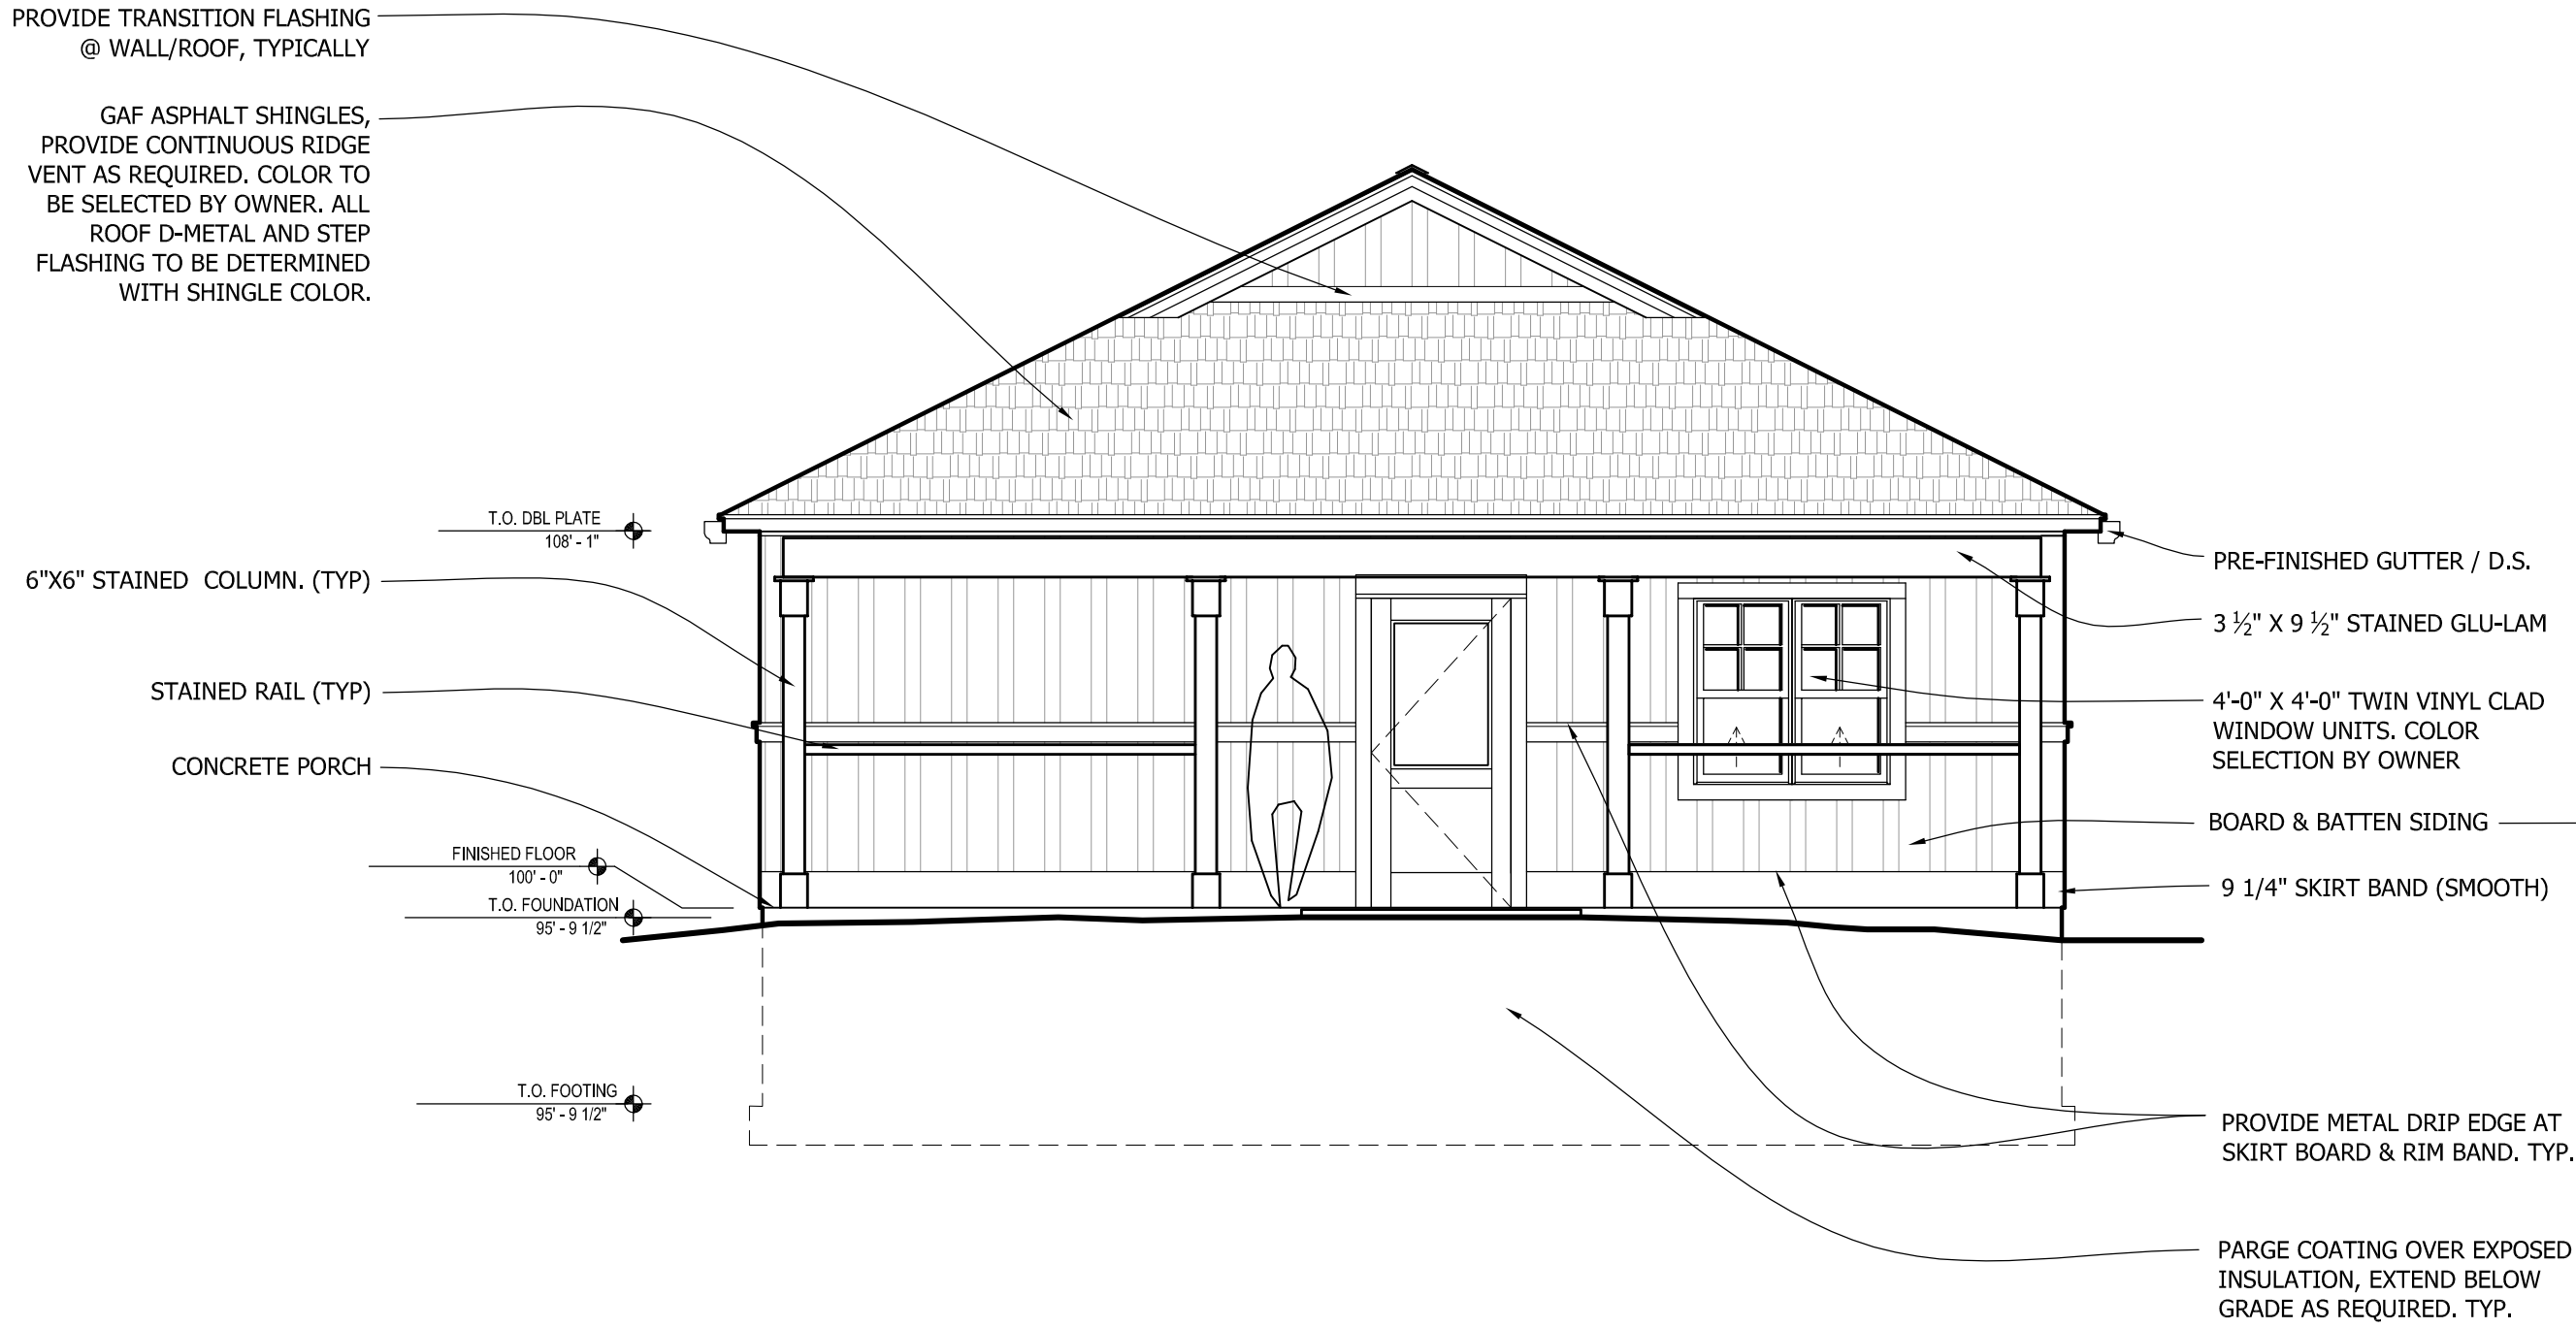 PROVIDE TRANSITION FLASHING
@ WALL/ROOF, TYPICALLY
GAF ASPHALT SHINGLES,
PROVIDE CONTINUOUS RIDGE
VENT AS REQUIRED. COLOR TO
BE SELECTED BY OWNER. ALL
ROOF D-METAL AND STEP
FLASHING TO BE DETERMINED
WITH SHINGLE COLOR.
T.O. DBL PLATE
108' - 1"
6"X6" STAINED COLUMN. (TYP)
STAINED RAIL (TYP)
CONCRETE PORCH
FINISHED FLOOR
100' - 0"
T.O. FOUNDATION
95' - 9 1/2"
T.O. FOOTING
95' - 9 1/2"
PRE-FINISHED GUTTER / D.S.
3 ½" X 9 ½" STAINED GLU-LAM
4'-0" X 4'-0" TWIN VINYL CLAD
WINDOW UNITS. COLOR
SELECTION BY OWNER
BOARD & BATTEN SIDING
9 1/4" SKIRT BAND (SMOOTH)
PROVIDE METAL DRIP EDGE AT
SKIRT BOARD & RIM BAND. TYP.
PARGE COATING OVER EXPOSED
INSULATION, EXTEND BELOW
GRADE AS REQUIRED. TYP.